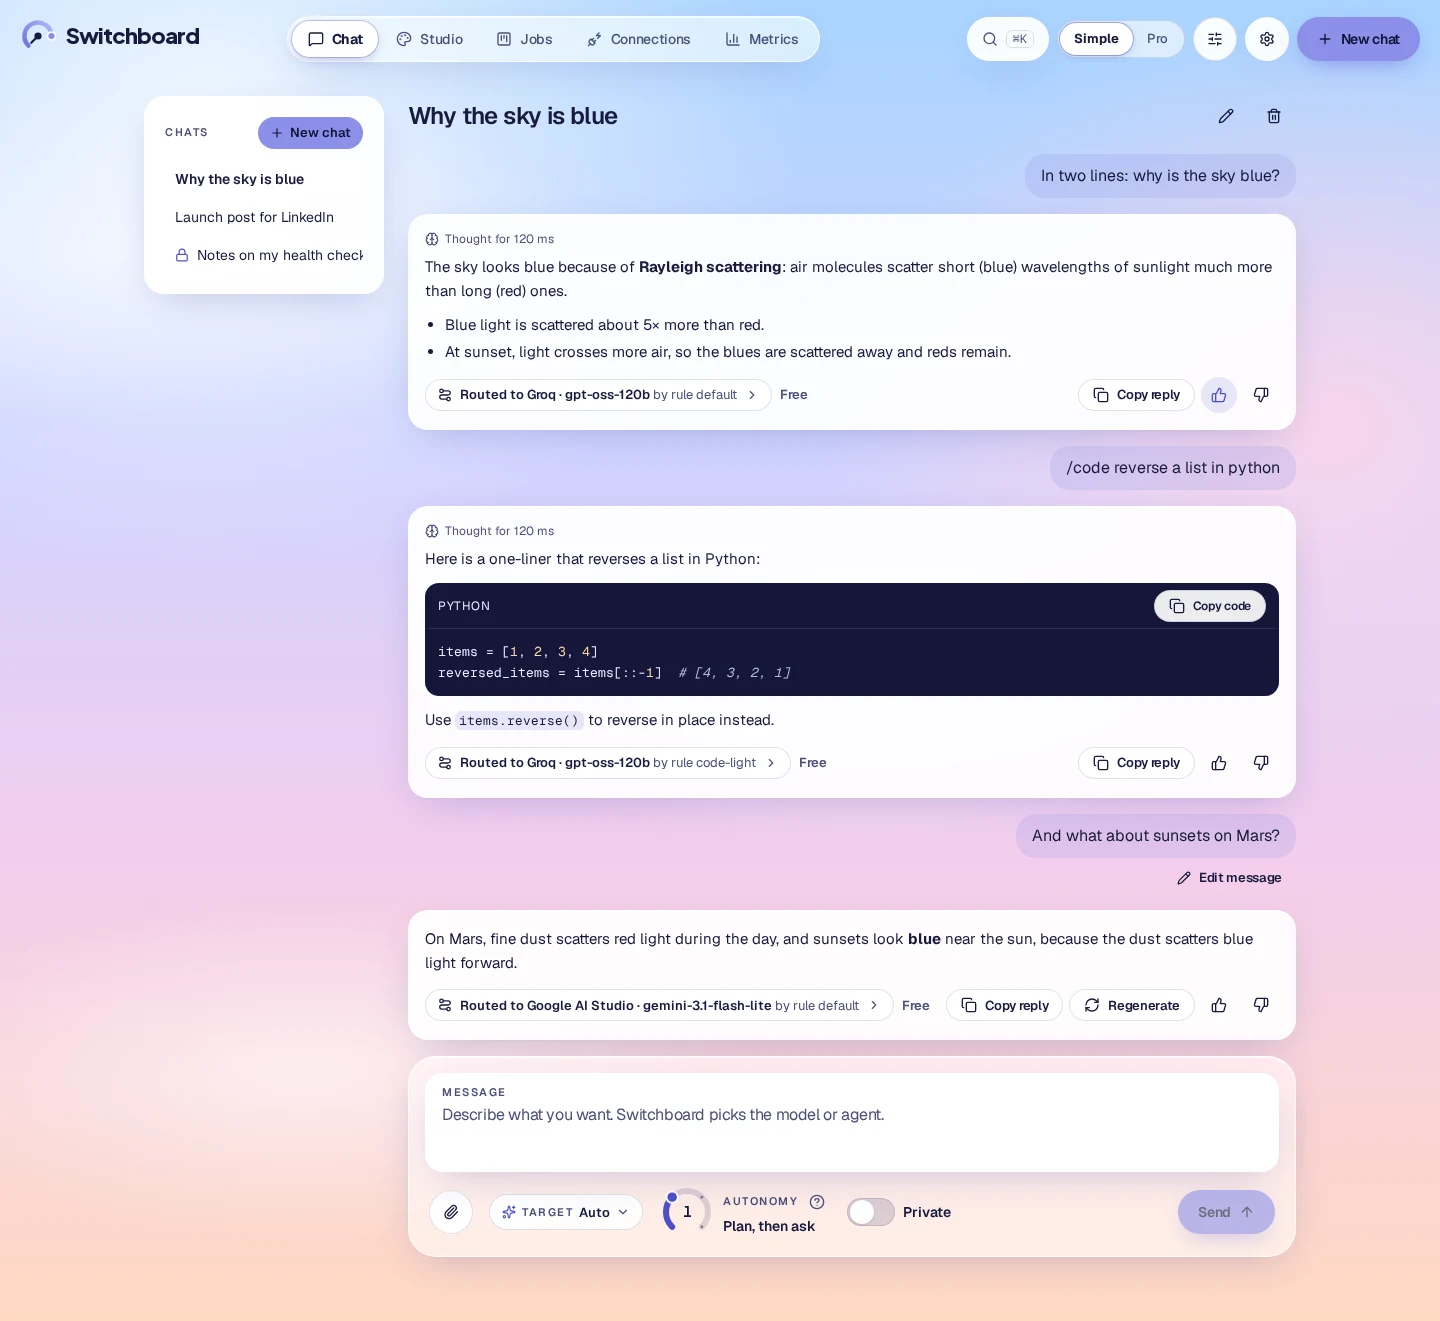 Switchboard
Chat
Studio
Jobs
Connections
Metrics
⌘K
Simple
Pro
New chat
CHATS
New chat
Why the sky is blue
Launch post for LinkedIn
Notes on my health check
Why the sky is blue
In two lines: why is the sky blue?
Thought for 120 ms
The sky looks blue because of Rayleigh scattering: air molecules scatter short (blue) wavelengths of sunlight much more
than long (red) ones.
• Blue light is scattered about 5× more than red.
• At sunset, light crosses more air, so the blues are scattered away and reds remain.
Routed to Groq · gpt-oss-120b by rule default
Free
Copy reply
/code reverse a list in python
Thought for 120 ms
Here is a one-liner that reverses a list in Python:
PYTHON
Copy code
items = [1, 2, 3, 4]
reversed_items = items[::-1]  # [4, 3, 2, 1]
Use items.reverse() to reverse in place instead.
Routed to Groq · gpt-oss-120b by rule code-light
Free
Copy reply
And what about sunsets on Mars?
Edit message
On Mars, fine dust scatters red light during the day, and sunsets look blue near the sun, because the dust scatters blue
light forward.
Routed to Google AI Studio · gemini-3.1-flash-lite by rule default
Free
Copy reply
Regenerate
MESSAGE
Describe what you want. Switchboard picks the model or agent.
TARGET Auto
1
AUTONOMY
Plan, then ask
Private
Send